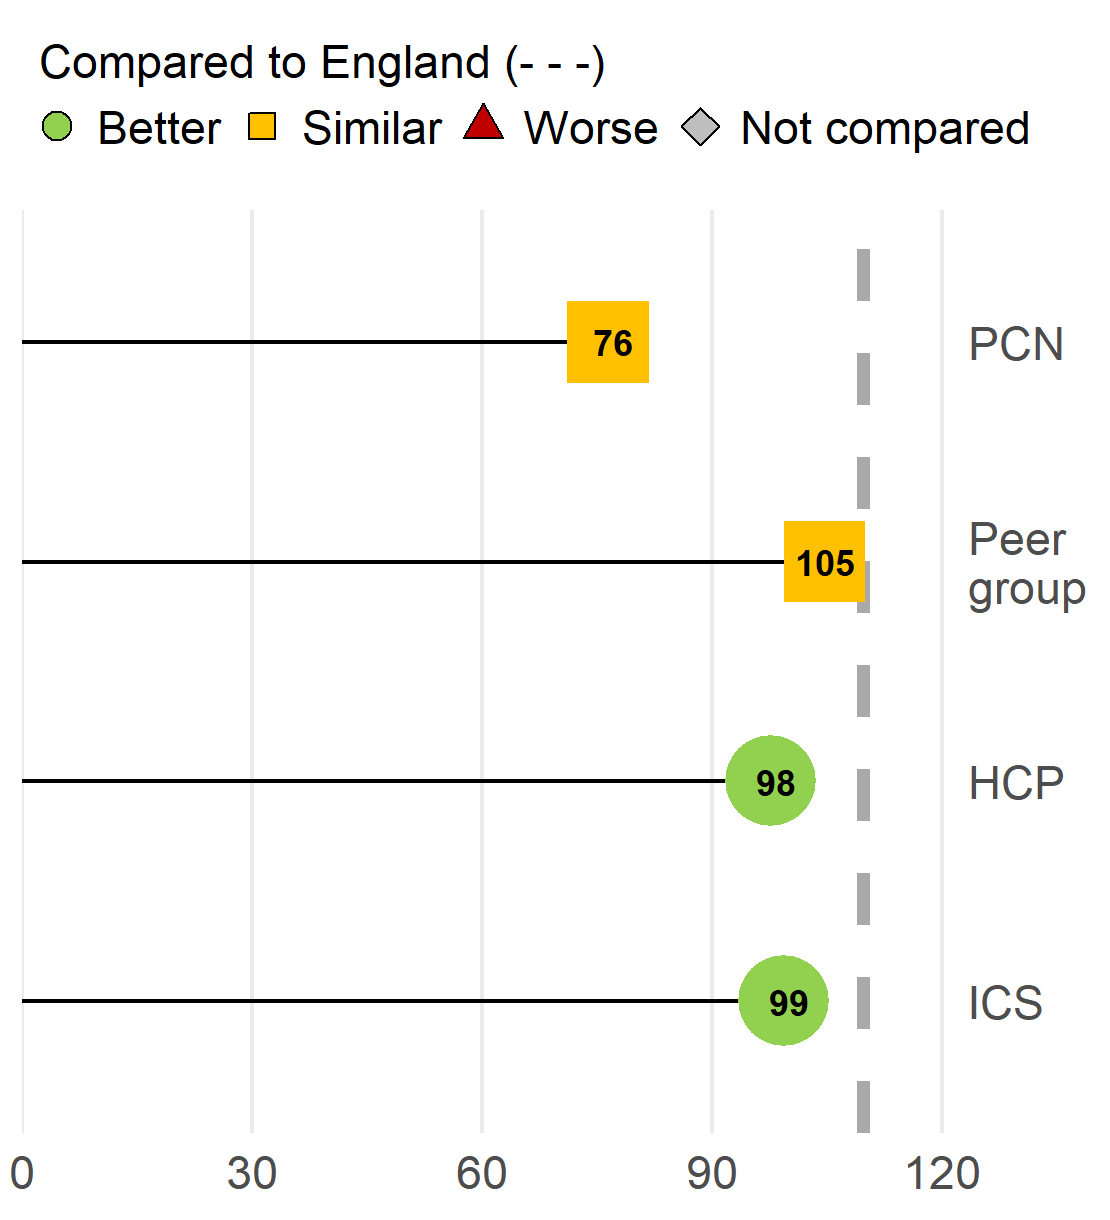 Compared to England (- - -)
Better Similar Worse Not compared
76 PCN
105 Peer
group
98 HCP
99 ICS
0 30 60 90 120